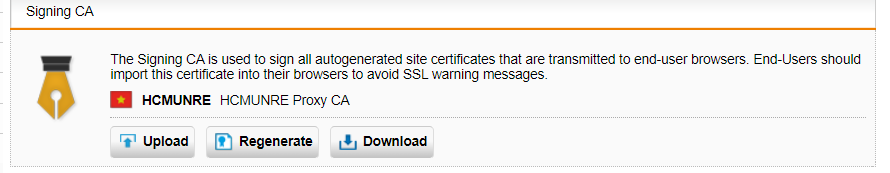 Signing CA
The Signing CA is used to sign all autogenerated site certificates that are transmitted to end-user browsers. End-Users should
import this certificate into their browsers to avoid SSL warning messages.
HCMUNRE HCMUNRE Proxy CA
Upload Regenerate Download